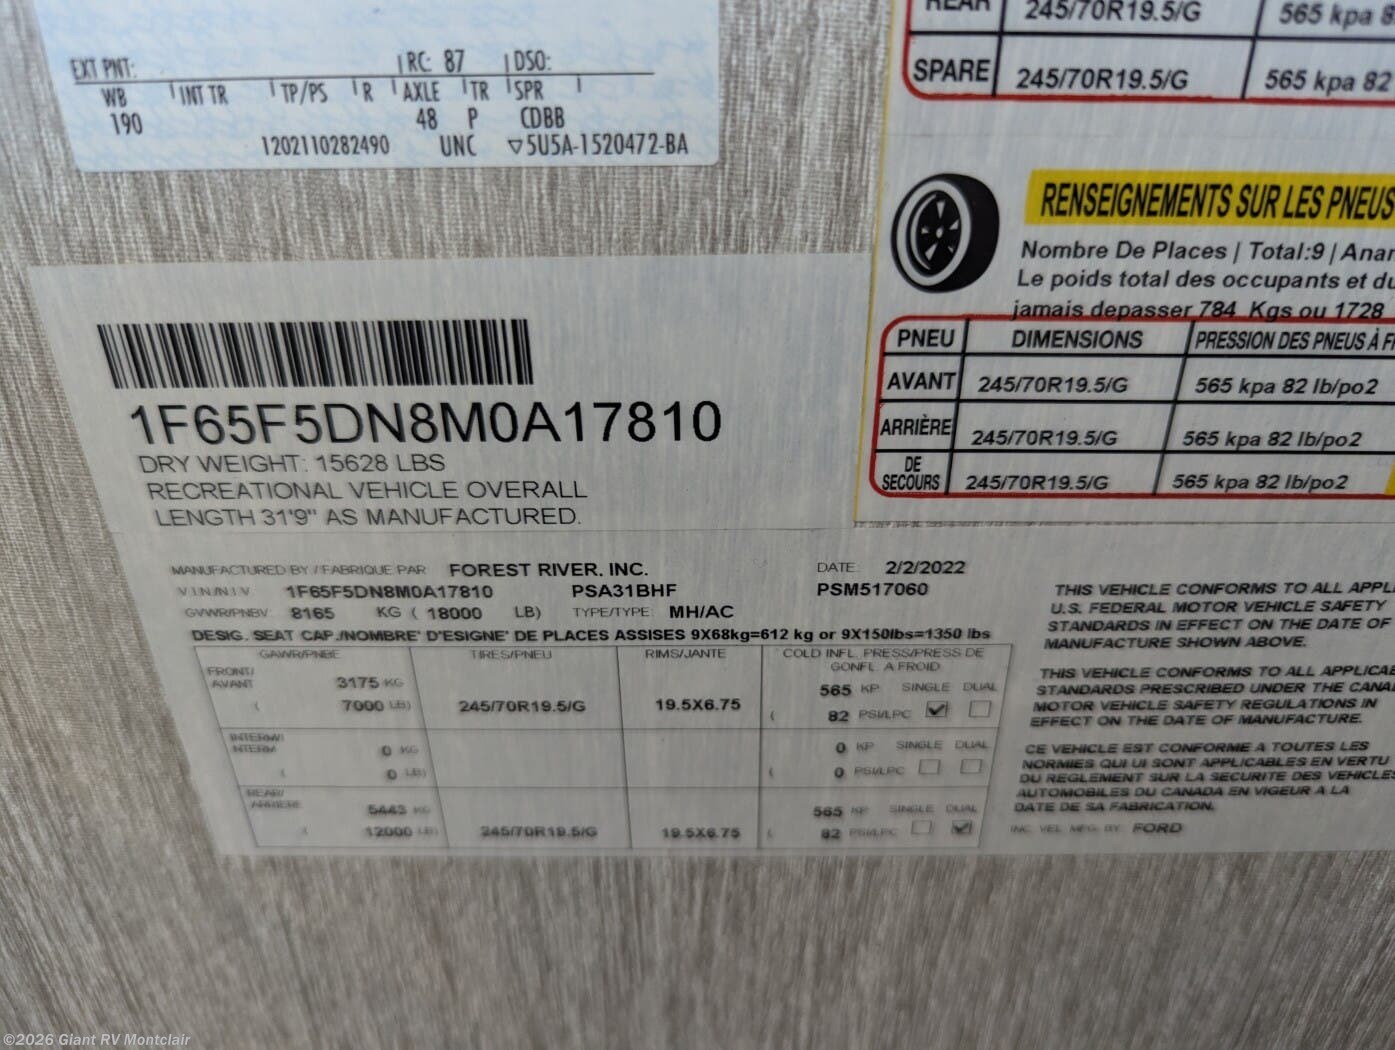 EXT PNT: RC: 87 DSO:
WB INT TR TP/PS R AXLE TR SPR
190 48 P CDBB
1202110282490 UNC ▽5U5A-1520472-BA
REAR 245/70R19.5/G 565 kpa 8
SPARE 245/70R19.5/G 565 kpa 82
RENSEIGNEMENTS SUR LES PNEUS
Nombre De Places | Total:9 |
Le poids total des occupants et
jamais depasser 784 Kgs ou 1728
PNEU DIMENSIONS PRESSION DES PNEUS À
AVANT 245/70R19.5/G 565 kpa 82 lb/po2
ARRIÈRE 245/70R19.5/G 565 kpa 82 lb/po2
DE SECOURS 245/70R19.5/G 565 kpa 82 lb/po2
1F65F5DN8M0A17810
DRY WEIGHT: 15628 LBS
RECREATIONAL VEHICLE OVERALL
LENGTH 31'9" AS MANUFACTURED.
MANUFACTURED BY / FABRIQUE PAR FOREST RIVER, INC. DATE: 2/2/2022
V.I.N./N.I.V 1F65F5DN8M0A17810 PSA31BHF PSM517060
GVWR/PNBV 8165 KG ( 18000 LB) TYPE/TYPE MH/AC
DESIG. SEAT CAP./NOMBRE' D'ESIGNE' DE PLACES ASSISES 9X68kg=612 kg or 9X150lbs=1350 lbs
GAWR/PNBE TIRES/PNEU RIMS/JANTE COLD INFL. PRESS/PRESS DE
GONFL. A FROID
FRONT/
AVANT 3175 KG 565 KP SINGLE DUAL
( 7000 LB) 245/70R19.5/G 19.5X6.75 ( 82 PSI/LPC
INTERM/
INTERM 0 KG 0 KP SINGLE DUAL
( 0 LB) ( 0 PSI/LPC
REAR/
ARRIERE 5443 KG 565 KP SINGLE DUAL
( 12000 LB) 245/70R19.5/G 19.5X6.75 ( 82 PSI/LPC
THIS VEHICLE CONFORMS TO ALL APPL
U.S. FEDERAL MOTOR VEHICLE SAFETY
STANDARDS IN EFFECT ON THE DATE OF
MANUFACTURE SHOWN ABOVE.
THIS VEHICLE CONFORMS TO ALL APPLICAB
STANDARDS PRESCRIBED UNDER THE CANA
MOTOR VEHICLE SAFETY REGULATIONS IN
EFFECT ON THE DATE OF MANUFACTURE.
CE VEHICLE EST CONFORME A TOUTES LES
NORMES QUI UI SONT APPLICABLES EN VERTU
DU REGLEMENT SUR LA SECURITE DES VEHICLES
AUTOMOBILES DU CANADA EN VIGEUR A LA
DATE DE SA FABRICATION.
INC. VEL. MFG. BY FORD
©2026 Giant RV Montclair